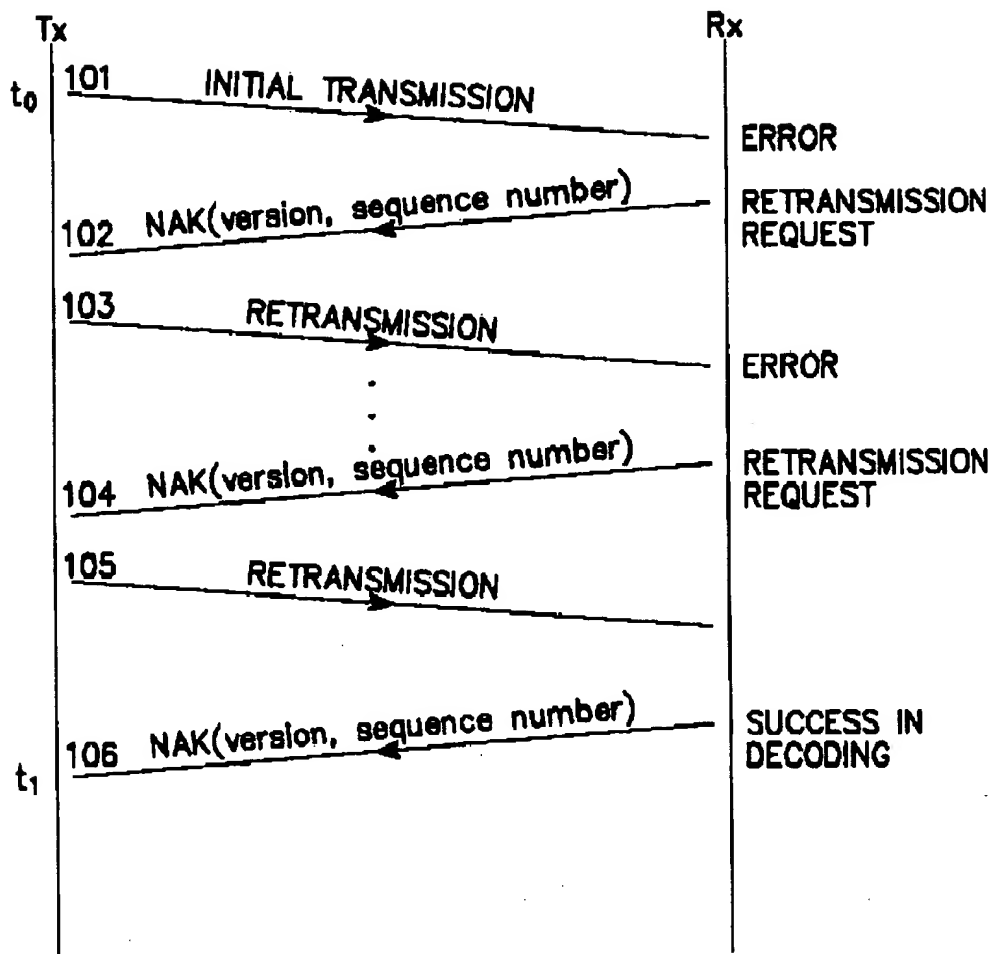 Tx
Rx
t0
101
INITIAL TRANSMISSION
ERROR
NAK(version, sequence number)
102
RETRANSMISSION
REQUEST
103
RETRANSMISSION
ERROR
NAK(version, sequence number)
104
RETRANSMISSION
REQUEST
105
RETRANSMISSION
NAK(version, sequence number)
106
SUCCESS IN
DECODING
t1